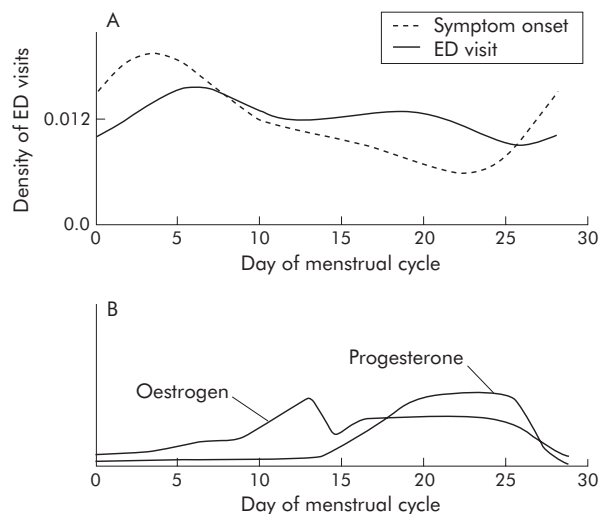 A
Symptom onset
ED visit
Density of ED visits
0.012
0.0
0 5 10 15 20 25 30
Day of menstrual cycle
B
Progesterone
Oestrogen
0 5 10 15 20 25 30
Day of menstrual cycle